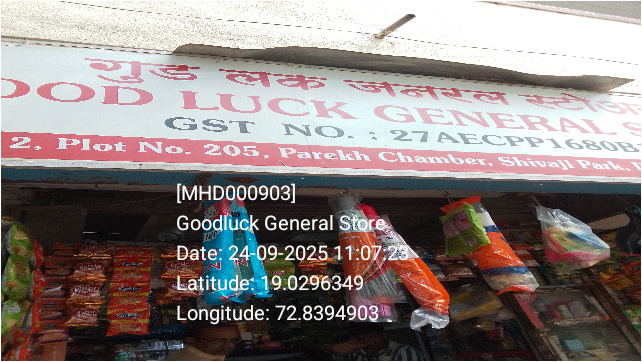 गुड लक जनरल स्टोअ
OOD LUCK GENERAL
GST NO. : 27AECPP1680B
2, Plot No. 205, Parekh Chamber, Shivaji Park,
[MHD000903]
Goodluck General Store
Date: 24-09-2025 11:07:23
Latitude: 19.0296349
Longitude: 72.8394903